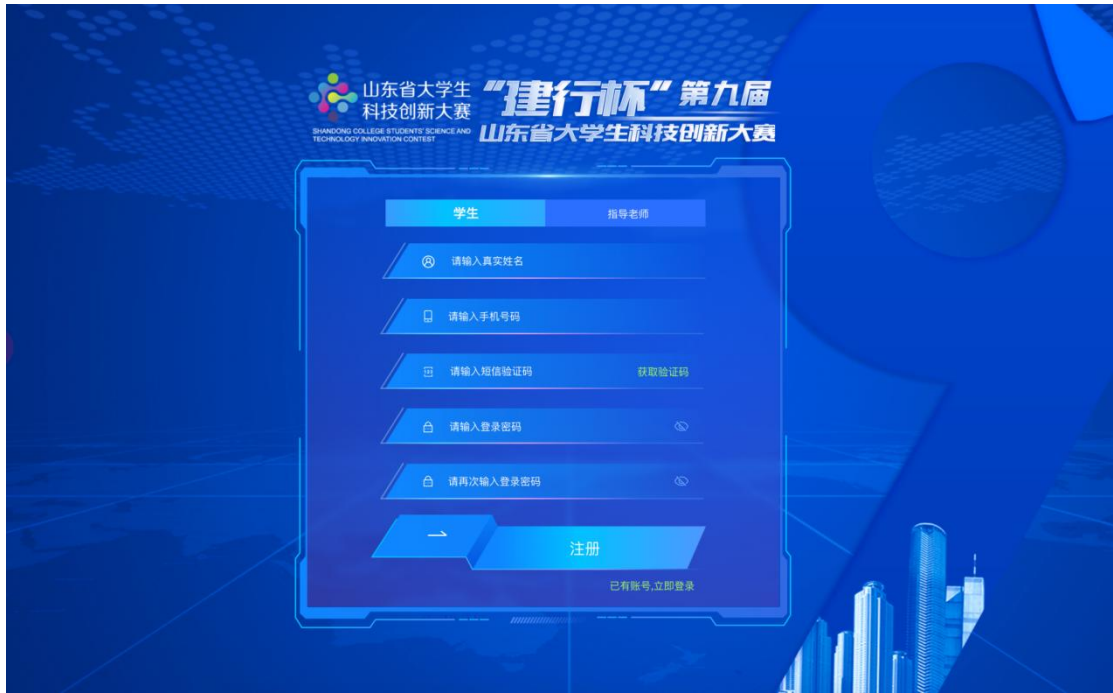 山东省大学生
科技创新大赛
SHANDONG COLLEGE STUDENTS' SCIENCE AND
TECHNOLOGY INNOVATION CONTEST
“建行杯”第九届
山东省大学生科技创新大赛
学生
指导老师
请输入真实姓名
请输入手机号码
请输入短信验证码
获取验证码
请输入登录密码
请再次输入登录密码
注册
已有账号,立即登录